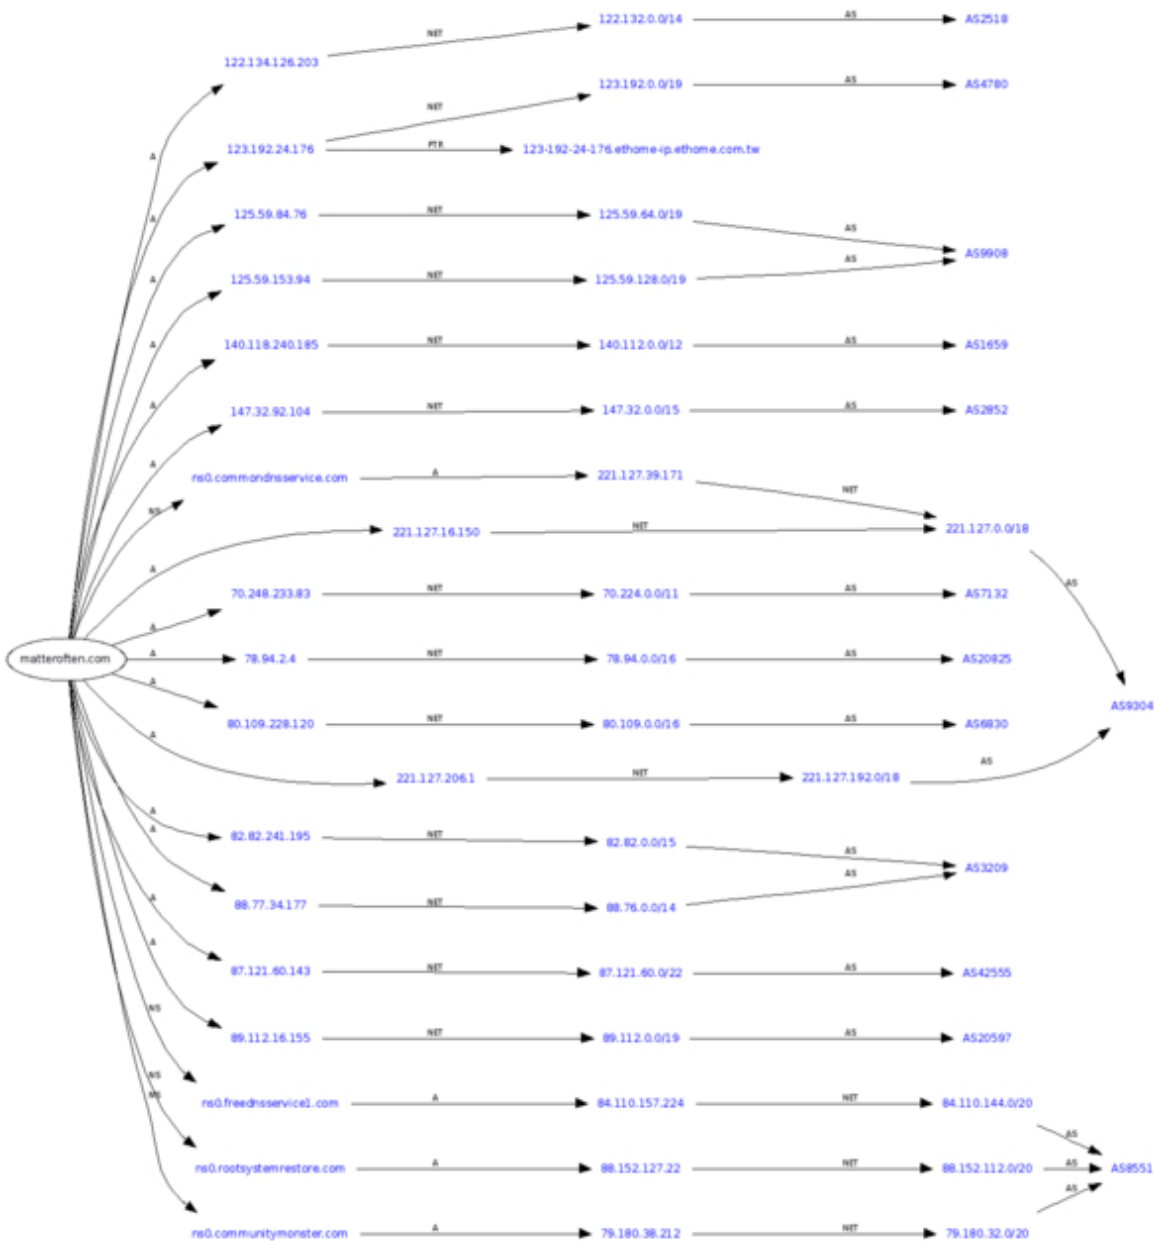 122.132.0.0/14 AS AS2518
NET
122.134.126.203
123.192.0.0/19 AS AS4780
NET
A 123.192.24.176 PTR 123-192-24-176.ethome-ip.ethome.com.tw
A 125.59.84.76 NET 125.59.64.0/19 AS
AS9908
A 125.59.153.94 NET 125.59.128.0/19 AS
A 140.118.240.185 NET 140.112.0.0/12 AS AS1659
A 147.32.92.104 NET 147.32.0.0/15 AS AS2852
A ns0.commondnsservice.com A 221.127.39.171 NET
NS 221.127.16.150 NET 221.127.0.0/18
A 70.248.233.83 NET 70.224.0.0/11 AS AS7132 AS
A
matteroften.com A 78.94.2.4 NET 78.94.0.0/16 AS AS20825
A AS9304
80.109.228.120 NET 80.109.0.0/16 AS AS6830
A 221.127.206.1 NET 221.127.192.0/18 AS
A 82.82.241.195 NET 82.82.0.0/15 AS
A AS3209
A 88.77.34.177 NET 88.76.0.0/14 AS
A 87.121.60.143 NET 87.121.60.0/22 AS AS42555
NS 89.112.16.155 NET 89.112.0.0/19 AS AS20597
NS ns0.freednsservice1.com A 84.110.157.224 NET 84.110.144.0/20 AS
NS ns0.rootsystemrestore.com A 88.152.127.22 NET 88.152.112.0/20 AS AS8551
ns0.communitymonster.com A 79.180.38.212 NET 79.180.32.0/20 AS